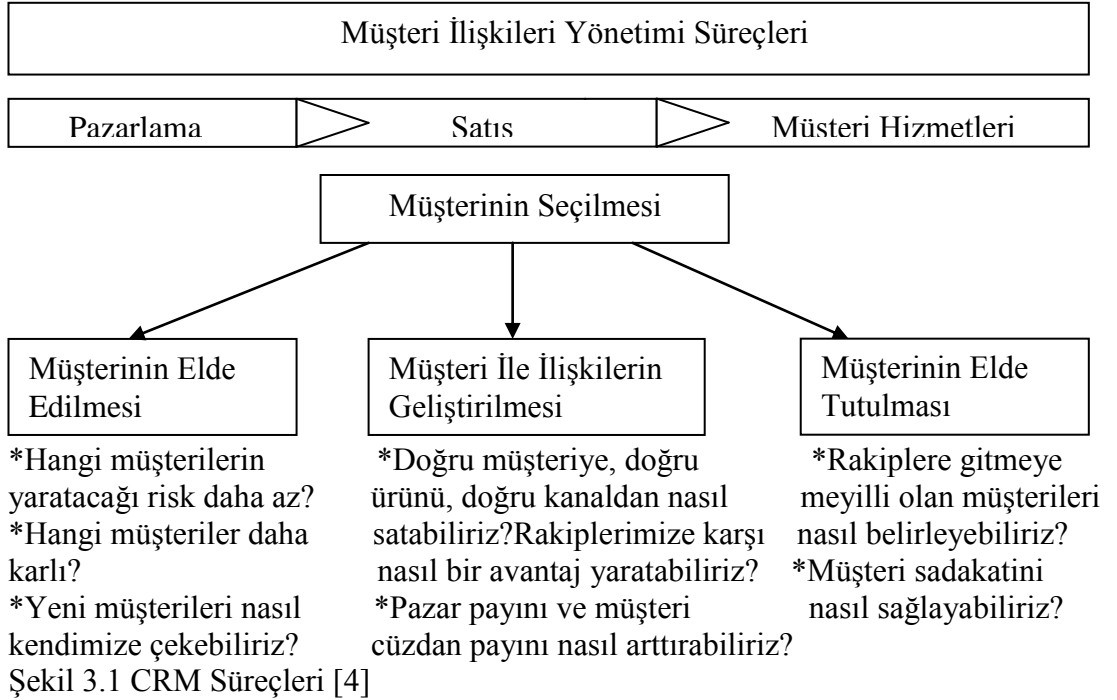 Müşteri İlişkileri Yönetimi Süreçleri
Pazarlama
Satış
Müşteri Hizmetleri
Müşterinin Seçilmesi
Müşterinin Elde
Edilmesi
*Hangi müşterilerin
yaratacağı risk daha az?
*Hangi müşteriler daha
karlı?
*Yeni müşterileri nasıl
kendimize çekebiliriz?
Müşteri İle İlişkilerin
Geliştirilmesi
*Doğru müşteriye, doğru
ürünü, doğru kanaldan nasıl
satabiliriz?Rakiplerimize karşı
nasıl bir avantaj yaratabiliriz?
*Pazar payını ve müşteri
cüzdan payını nasıl arttırabiliriz?
Müşterinin Elde
Tutulması
*Rakiplere gitmeye
meyilli olan müşterileri
nasıl belirleyebiliriz?
*Müşteri sadakatini
nasıl sağlayabiliriz?
Şekil 3.1 CRM Süreçleri [4]